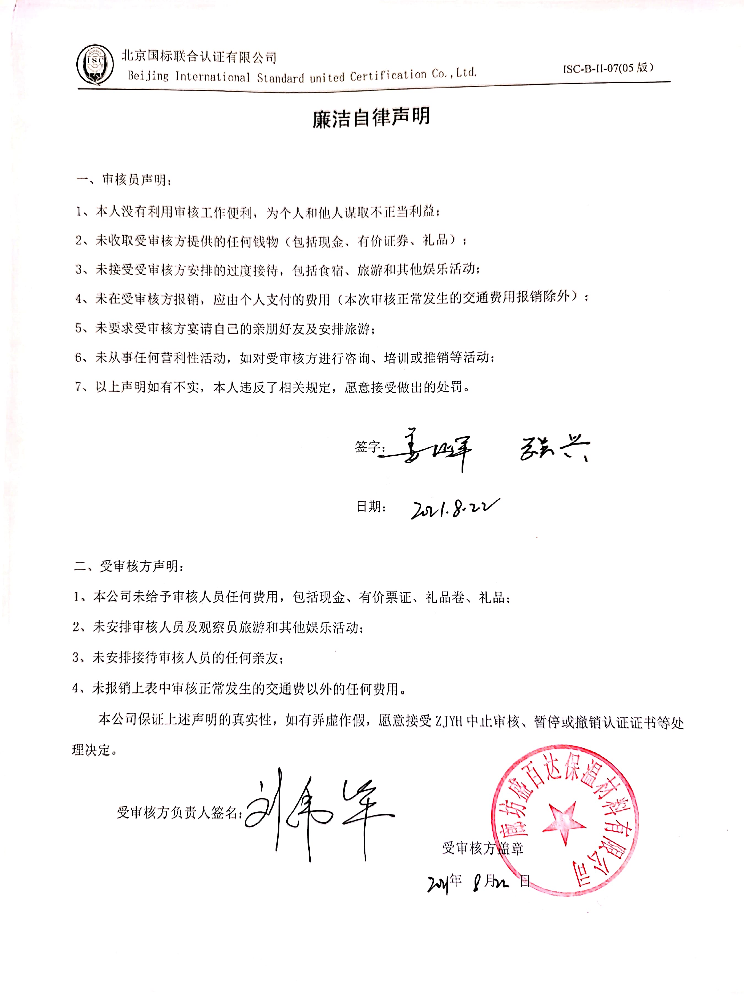 ISC
北京国标联合认证有限公司
Beijing International Standard united Certification Co.,Ltd.
ISC-B-II-07(05 版)
廉洁自律声明
一、审核员声明：
1、本人没有利用审核工作便利，为个人和他人谋取不正当利益；
2、未收取受审核方提供的任何钱物（包括现金、有价证券、礼品）；
3、未接受受审核方安排的过度接待，包括食宿、旅游和其他娱乐活动；
4、未在受审核方报销，应由个人支付的费用（本次审核正常发生的交通费用报销除外）；
5、未要求受审核方宴请自己的亲朋好友及安排旅游；
6、未从事任何营利性活动，如对受审核方进行咨询、培训或推销等活动；
7、以上声明如有不实，本人违反了相关规定，愿意接受做出的处罚。
签字：
日期： 2021.8.22
二、受审核方声明：
1、本公司未给予审核人员任何费用，包括现金、有价票证、礼品卷、礼品；
2、未安排审核人员及观察员旅游和其他娱乐活动；
3、未安排接待审核人员的任何亲友；
4、未报销上表中审核正常发生的交通费以外的任何费用。
本公司保证上述声明的真实性，如有弄虚作假，愿意接受 ZJYH 中止审核、暂停或撤销认证证书等处
理决定。
受审核方负责人签名：刘伟军
廊坊盛百达保温材料有限公司
受审核方盖章
2021年 8月22 日